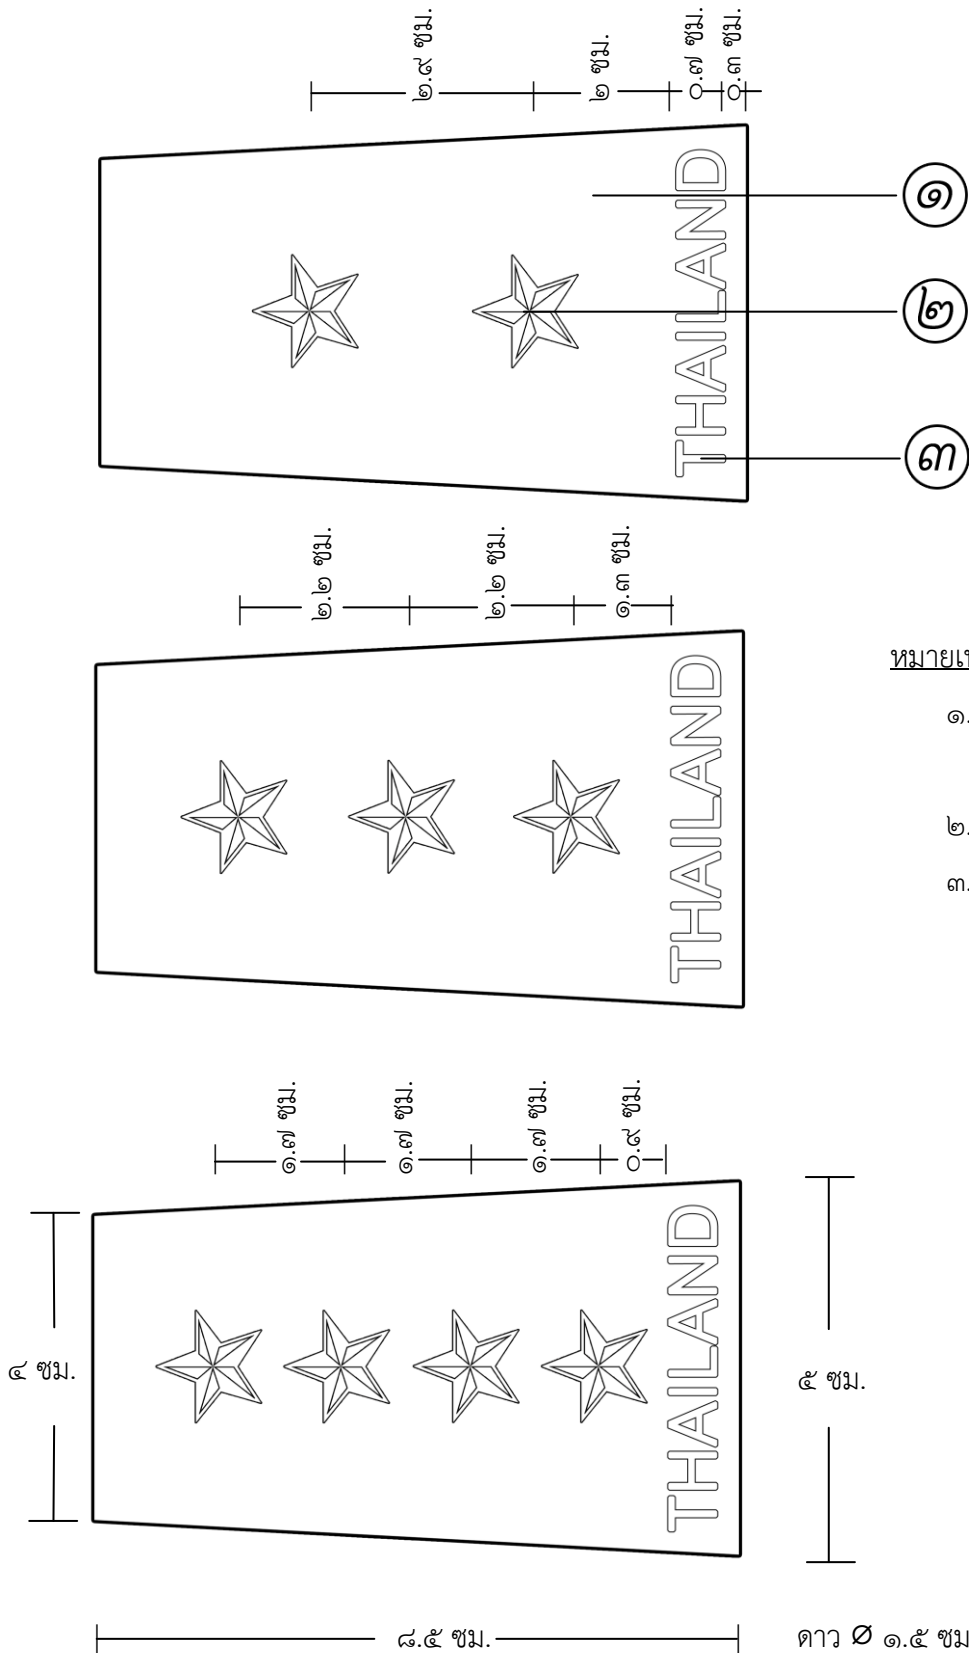 ๒.๙ ซม.
๒ ซม.
๐.๗ ซม.
๐.๓ ซม.
THAILAND
๑
๒
๓
๒.๒ ซม.
๒.๒ ซม.
๑.๓ ซม.
THAILAND
หมายเห
๑.
๒.
๓.
๑.๗ ซม.
๑.๗ ซม.
๑.๗ ซม.
๐.๙ ซม.
THAILAND
๔ ซม.
๕ ซม.
๘.๕ ซม.
ดาว Ø ๑.๕ ซม